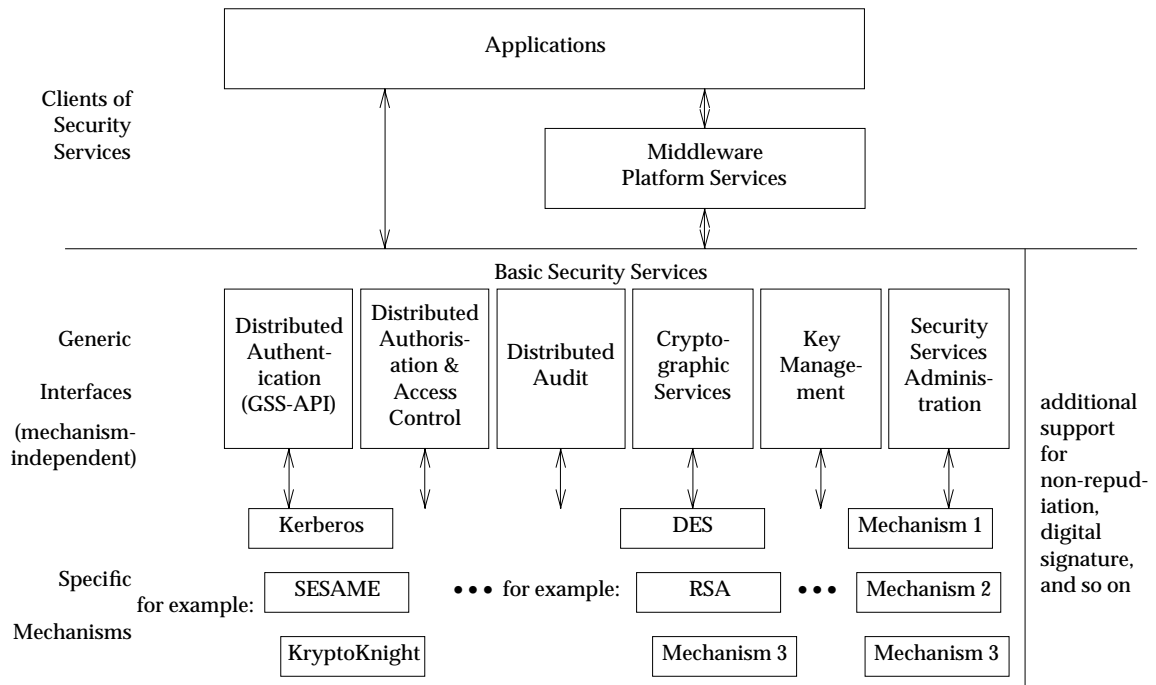 Applications
Clients of
Security
Services
Middleware
Platform Services
Basic Security Services
Generic
Interfaces
(mechanism-
independent)
Distributed
Authent-
ication
(GSS-API)
Distributed
Authoris-
ation &
Access
Control
Distributed
Audit
Crypto-
graphic
Services
Key
Manage-
ment
Security
Services
Adminis-
tration
additional
support
for
non-repud-
iation,
digital
signature,
and so on
Kerberos
DES
Mechanism 1
Specific
Mechanisms
for example:
SESAME
••• for example:
RSA
•••
Mechanism 2
KryptoKnight
Mechanism 3
Mechanism 3